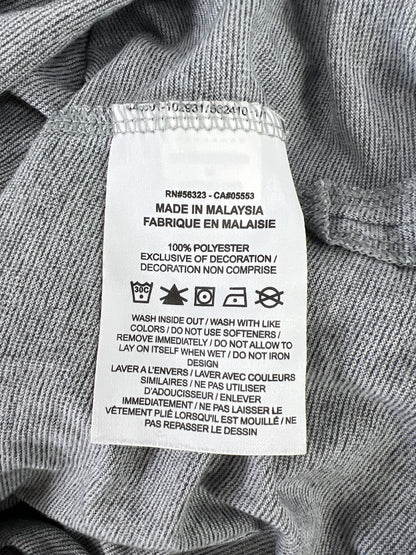 RN#56323 - CA#05553
MADE IN MALAYSIA
FABRIQUE EN MALAISIE
100% POLYESTER
EXCLUSIVE OF DECORATION /
DECORATION NON COMPRISE
30C
WASH INSIDE OUT / WASH WITH LIKE
COLORS / DO NOT USE SOFTENERS /
REMOVE IMMEDIATELY / DO NOT ALLOW TO
LAY ON ITSELF WHEN WET / DO NOT IRON
DESIGN
LAVER A L'ENVERS / LAVER AVEC COULEURS
SIMILAIRES / NE PAS UTILISER
D'ADOUCISSEUR / ENLEVER
IMMEDIATEMENT / NE PAS LAISSER LE
VÊTEMENT PLIÉ LORSQU'IL EST MOUILLÉ / NE
PAS REPASSER LE DESSIN